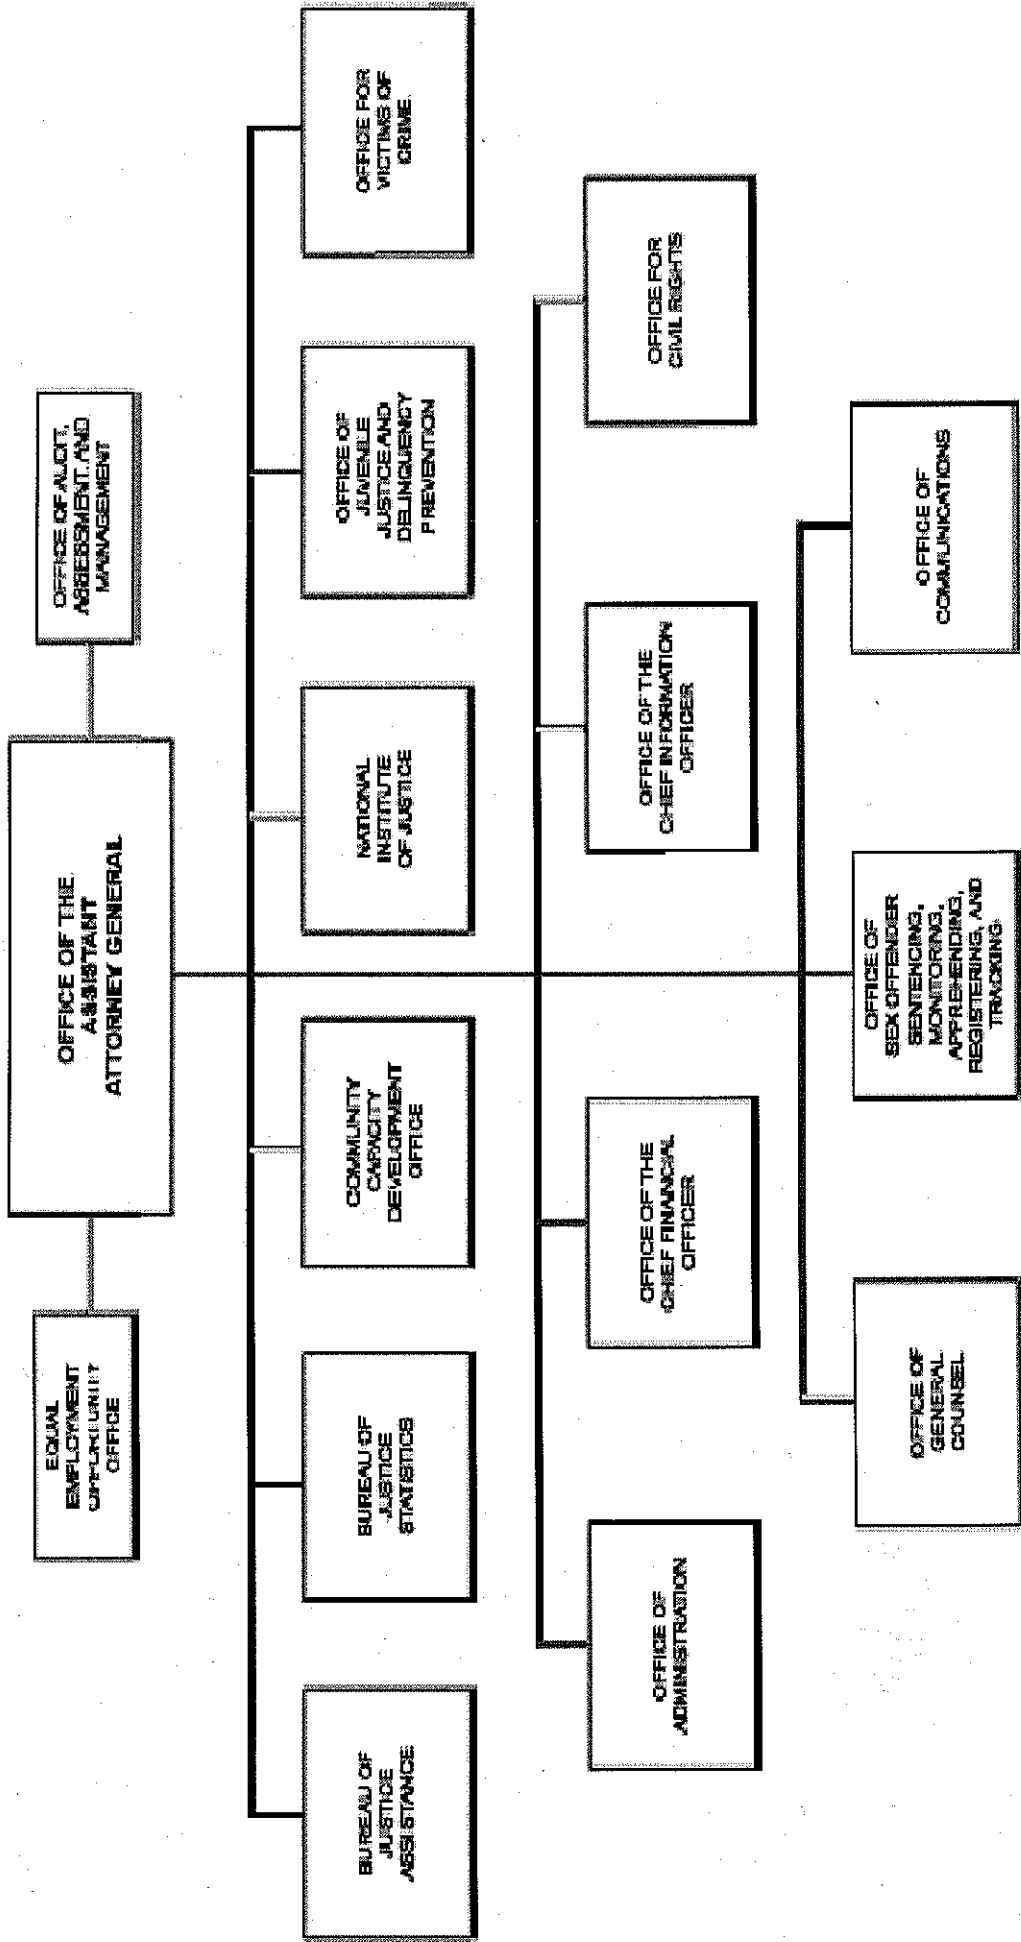 OFFICE OF THE
ASSISTANT
ATTORNEY GENERAL
EQUAL
EMPLOYMENT
OPPORTUNITY
OFFICE
OFFICE OF AUDIT,
ASSESSMENT, AND
MANAGEMENT
BUREAU OF
JUSTICE
ASSISTANCE
BUREAU OF
JUSTICE
STATISTICS
COMMUNITY
CAPACITY
DEVELOPMENT
OFFICE
NATIONAL
INSTITUTE
OF JUSTICE
OFFICE OF
JUVENILE
JUSTICE AND
DELINQUENCY
PREVENTION
OFFICE FOR
VICTIMS OF
CRIME
OFFICE OF
ADMINISTRATION
OFFICE OF THE
CHIEF FINANCIAL
OFFICER
OFFICE OF THE
CHIEF INFORMATION
OFFICER
OFFICE FOR
CIVIL RIGHTS
OFFICE OF
GENERAL
COUNSEL
OFFICE OF
SEX OFFENDER
SENTENCING,
MONITORING,
APPREHENDING,
REGISTERING, AND
TRACKING
OFFICE OF
COMMUNICATIONS